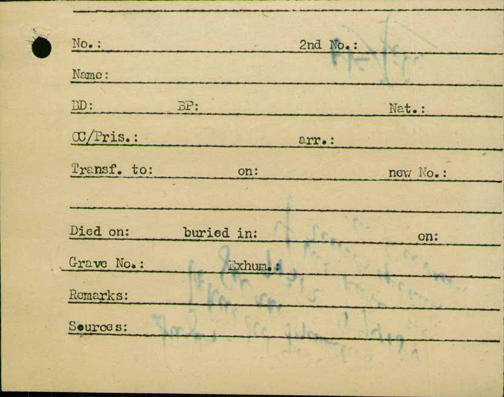 No.: 2nd No.:
Name:
BD: BP: Nat.:
CC/Pris.: arr.:
Transf. to: on: new No.:
Died on: buried in: on:
Grave No.: Exhum.:
Remarks:
Sources: